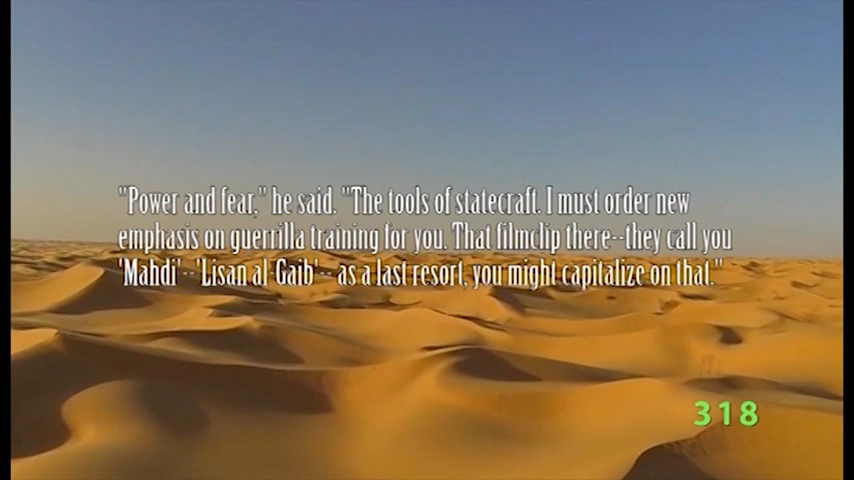 "Power and fear," he said. "The tools of statecraft. I must order new
emphasis on guerrilla training for you. That filmclip there--they call you
'Mahdi'--'Lisan al-Gaib'-- as a last resort, you might capitalize on that."
318